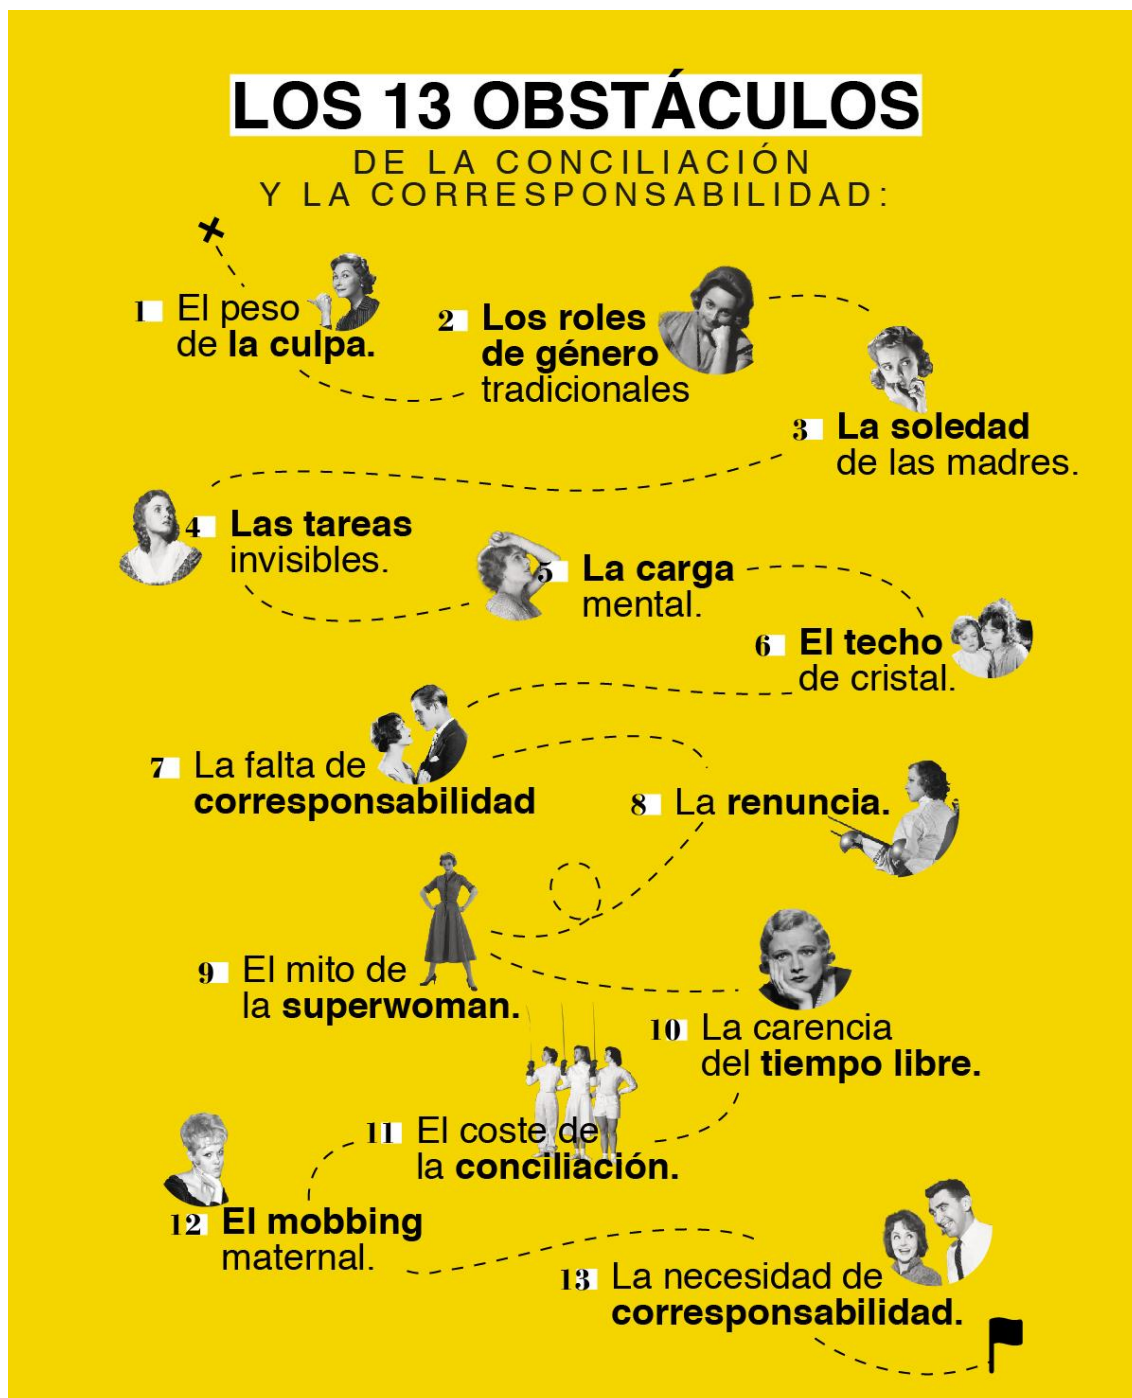 LOS 13 OBSTÁCULOS
DE LA CONCILIACIÓN
Y LA CORRESPONSABILIDAD:
1 El peso
de la culpa.
2 Los roles
de género
tradicionales
3 La soledad
de las madres.
4 Las tareas
invisibles.
5 La carga
mental.
6 El techo
de cristal.
7 La falta de
corresponsabilidad
8 La renuncia.
9 El mito de
la superwoman.
10 La carencia
del tiempo libre.
11 El coste de
la conciliación.
12 El mobbing
maternal.
13 La necesidad de
corresponsabilidad.